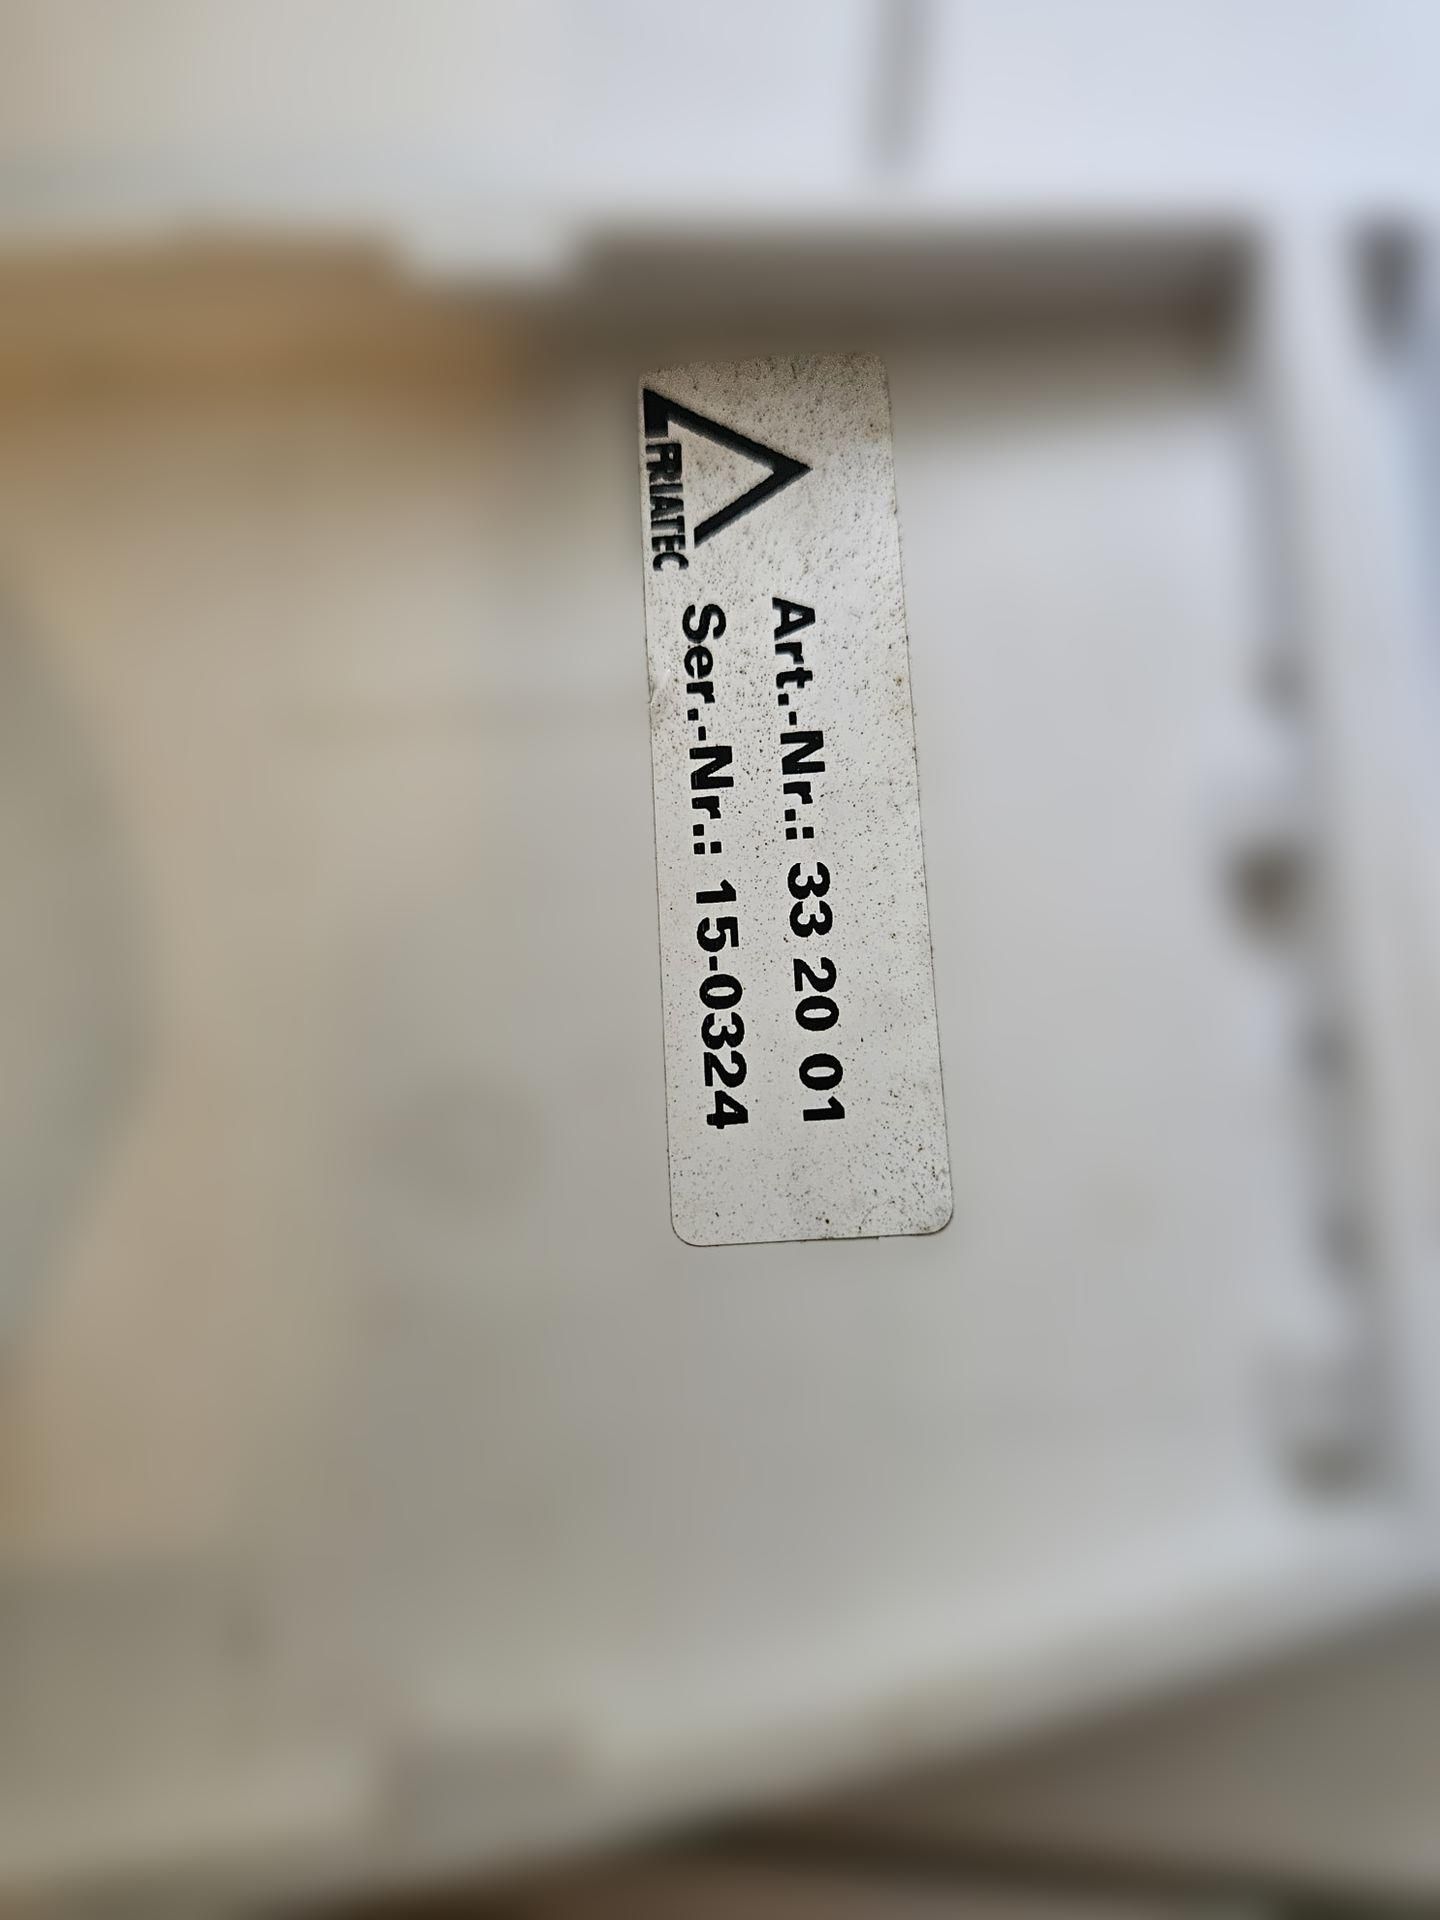 FRIATEC
Art.-Nr.: 33 20 01
Ser.-Nr.: 15-0324